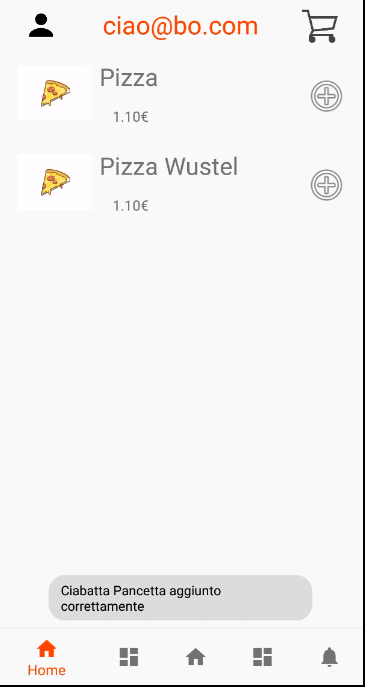 ciao@bo.com
Pizza
1.10€
Pizza Wustel
1.10€
Ciabatta Pancetta aggiunto
correttamente
Home